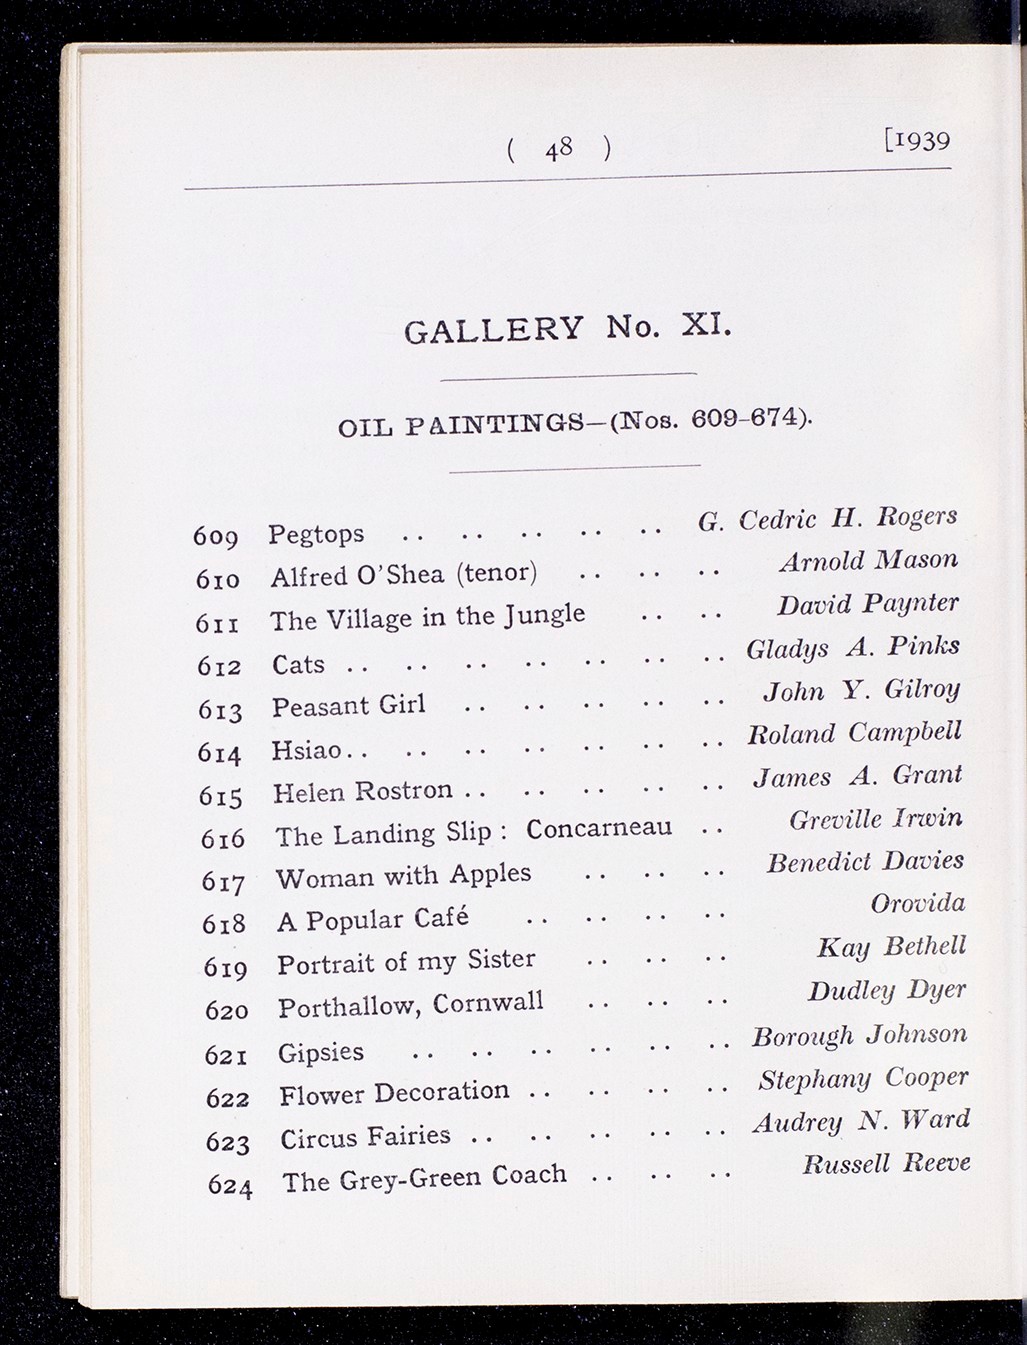 ( 48 ) [1939
GALLERY No. XI.
OIL PAINTINGS—(Nos. 609-674).
609 Pegtops .. .. .. .. .. G. Cedric H. Rogers
610 Alfred O'Shea (tenor) .. .. .. Arnold Mason
611 The Village in the Jungle .. .. David Paynter
612 Cats .. .. .. .. .. .. .. Gladys A. Pinks
613 Peasant Girl .. .. .. .. .. John Y. Gilroy
614 Hsiao .. .. .. .. .. .. .. Roland Campbell
615 Helen Rostron .. .. .. .. .. James A. Grant
616 The Landing Slip : Concarneau .. Greville Irwin
617 Woman with Apples .. .. .. Benedict Davies
618 A Popular Café .. .. .. .. Orovida
619 Portrait of my Sister .. .. .. Kay Bethell
620 Porthallow, Cornwall .. .. .. Dudley Dyer
621 Gipsies .. .. .. .. .. .. Borough Johnson
622 Flower Decoration .. .. .. .. Stephany Cooper
623 Circus Fairies .. .. .. .. .. Audrey N. Ward
624 The Grey-Green Coach .. .. .. Russell Reeve